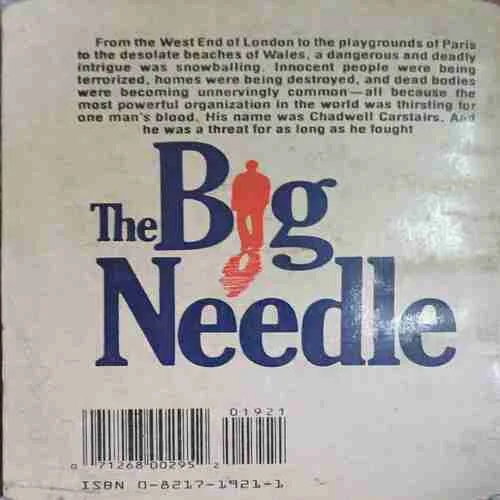 From the West End of London to the playgrounds of Paris
to the desolate beaches of Wales, a dangerous and deadly
intrigue was snowballing. Innocent people were being
terrorized, homes were being destroyed, and dead bodies
were becoming unnervingly common—all because the
most powerful organization in the world was thirsting for
one man's blood. His name was Chadwell Carstairs. And
he was a threat for as long as he fought
The Big
Needle
01921
0 71268 00295 2
ISBN 0-8217-1921-1